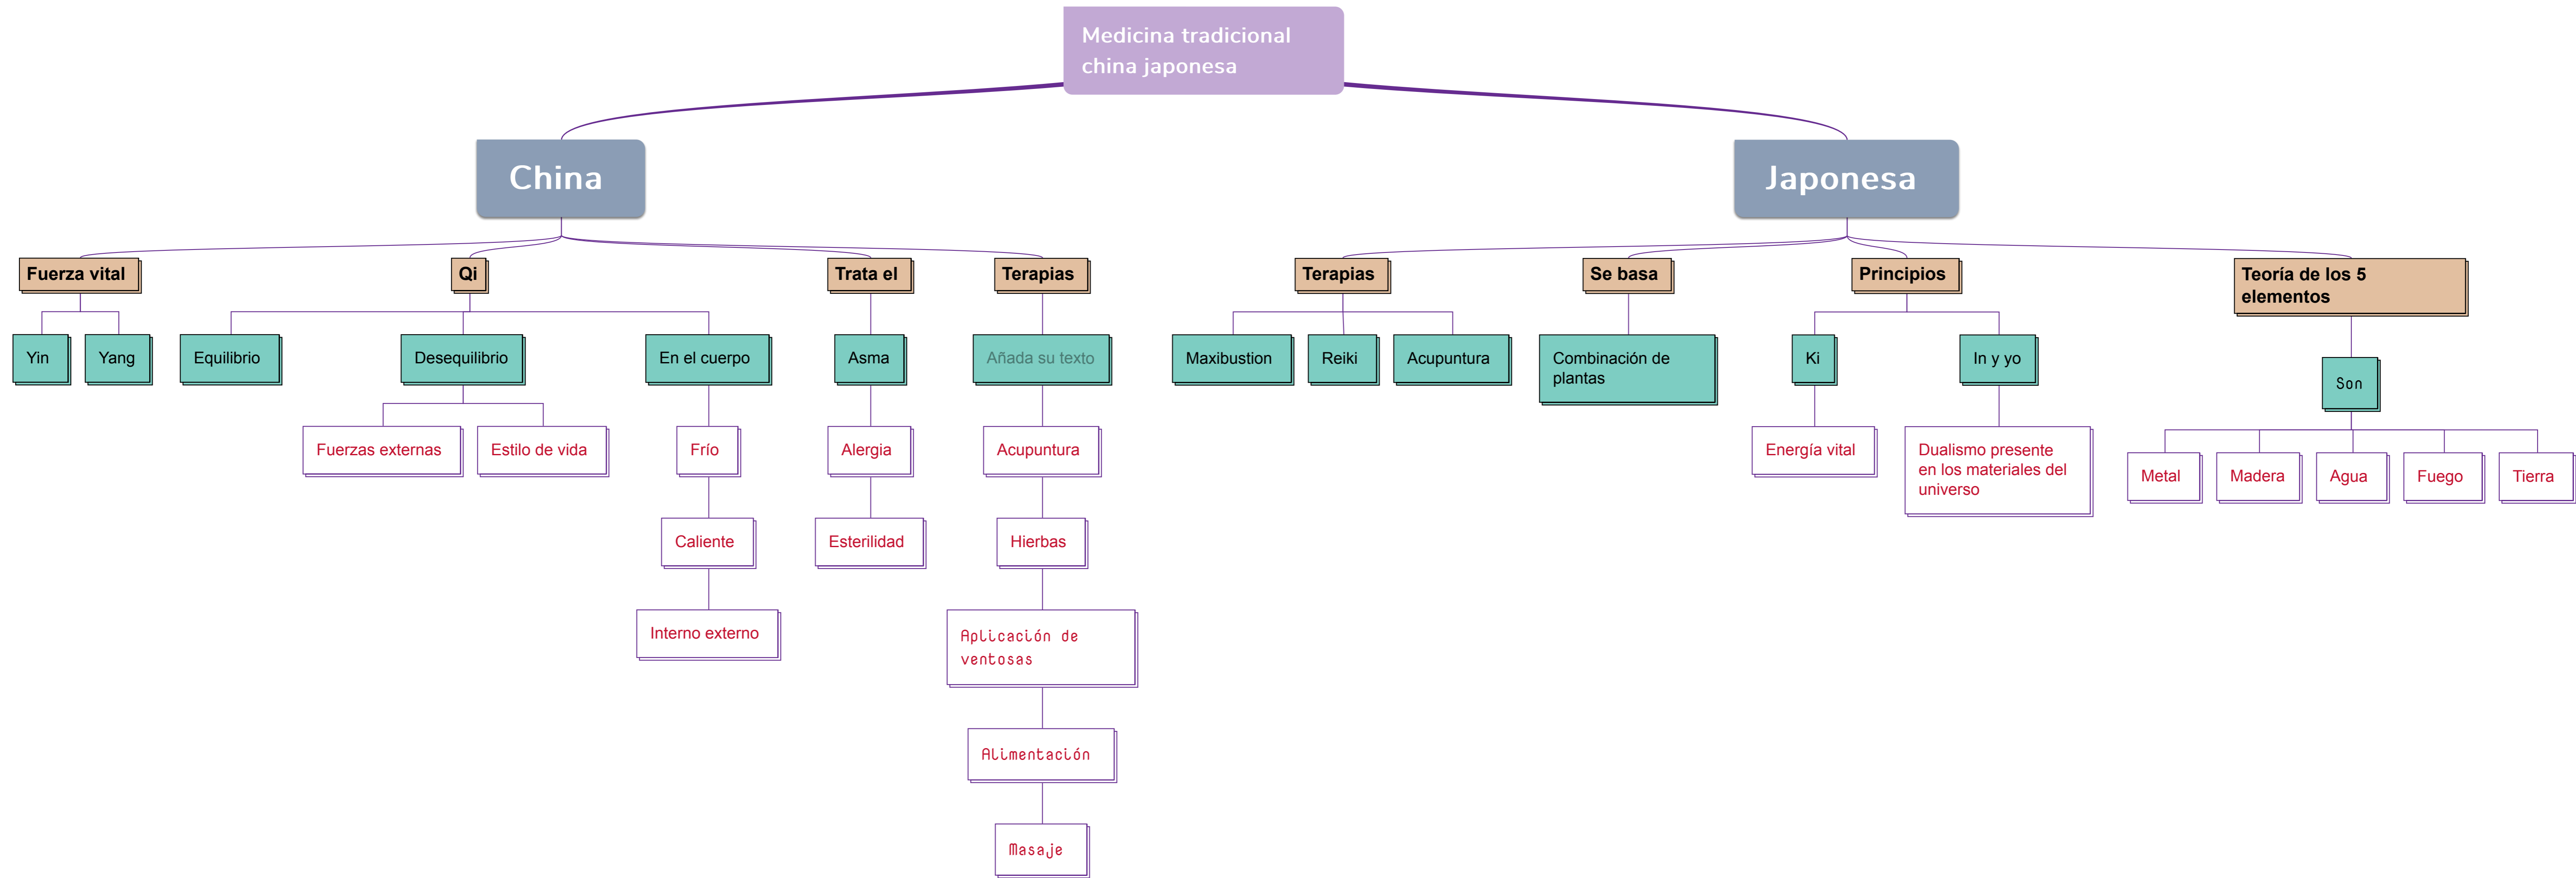 Medicina tradicional
china japonesa
China
Japonesa
Fuerza vital
Qi
Trata el
Terapias
Terapias
Se basa
Principios
Teoría de los 5
elementos
Yin
Yang
Equilibrio
Desequilibrio
En el cuerpo
Asma
Añada su texto
Maxibustion
Reiki
Acupuntura
Combinación de
plantas
Ki
In y yo
Son
Fuerzas externas
Estilo de vida
Frío
Alergia
Acupuntura
Energía vital
Dualismo presente
en los materiales del
universo
Metal
Madera
Agua
Fuego
Tierra
Caliente
Esterilidad
Hierbas
Interno externo
Aplicación de
ventosas
Alimentación
Masaje